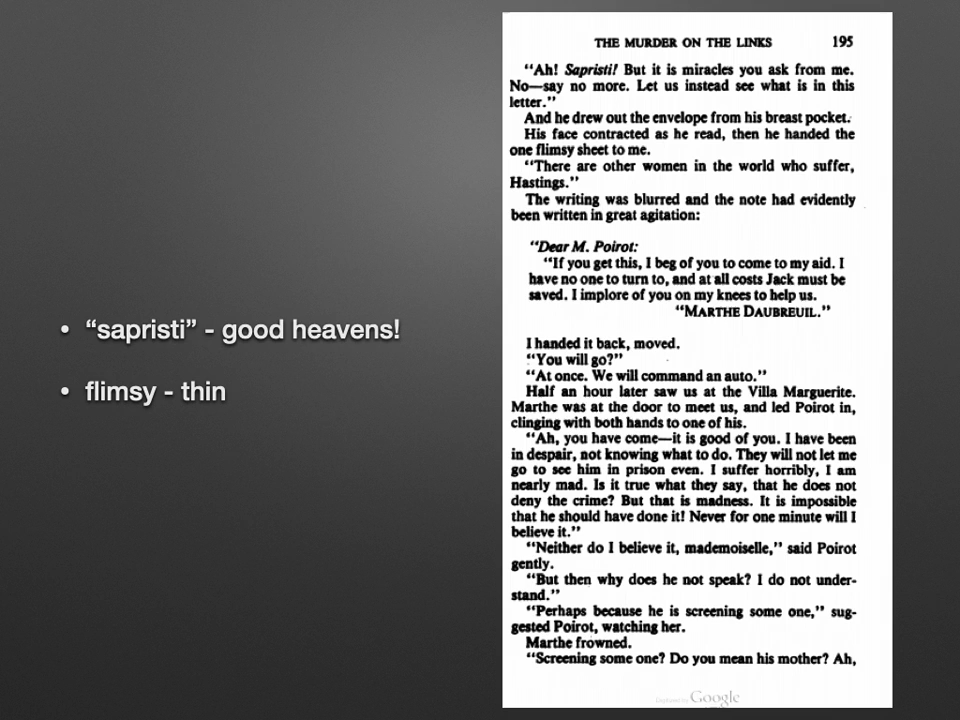 • “sapristi” - good heavens!
• flimsy - thin
THE MURDER ON THE LINKS 195
“Ah! Sapristi! But it is miracles you ask from me.
No—say no more. Let us instead see what is in this
letter.”
And he drew out the envelope from his breast pocket.
His face contracted as he read, then he handed the
one flimsy sheet to me.
“There are other women in the world who suffer,
Hastings.”
The writing was blurred and the note had evidently
been written in great agitation:
“Dear M. Poirot:
“If you get this, I beg of you to come to my aid. I
have no one to turn to, and at all costs Jack must be
saved. I implore of you on my knees to help us.
“MARTHE DAUBREUIL.”
I handed it back, moved.
“You will go?”
“At once. We will command an auto.”
Half an hour later saw us at the Villa Marguerite.
Marthe was at the door to meet us, and led Poirot in,
clinging with both hands to one of his.
“Ah, you have come—it is good of you. I have been
in despair, not knowing what to do. They will not let me
go to see him in prison even. I suffer horribly, I am
nearly mad. Is it true what they say, that he does not
deny the crime? But that is madness. It is impossible
that he should have done it! Never for one minute will I
believe it.”
“Neither do I believe it, mademoiselle,” said Poirot
gently.
“But then why does he not speak? I do not under-
stand.”
“Perhaps because he is screening some one,” sug-
gested Poirot, watching her.
Marthe frowned.
“Screening some one? Do you mean his mother? Ah,
Digitized by Google